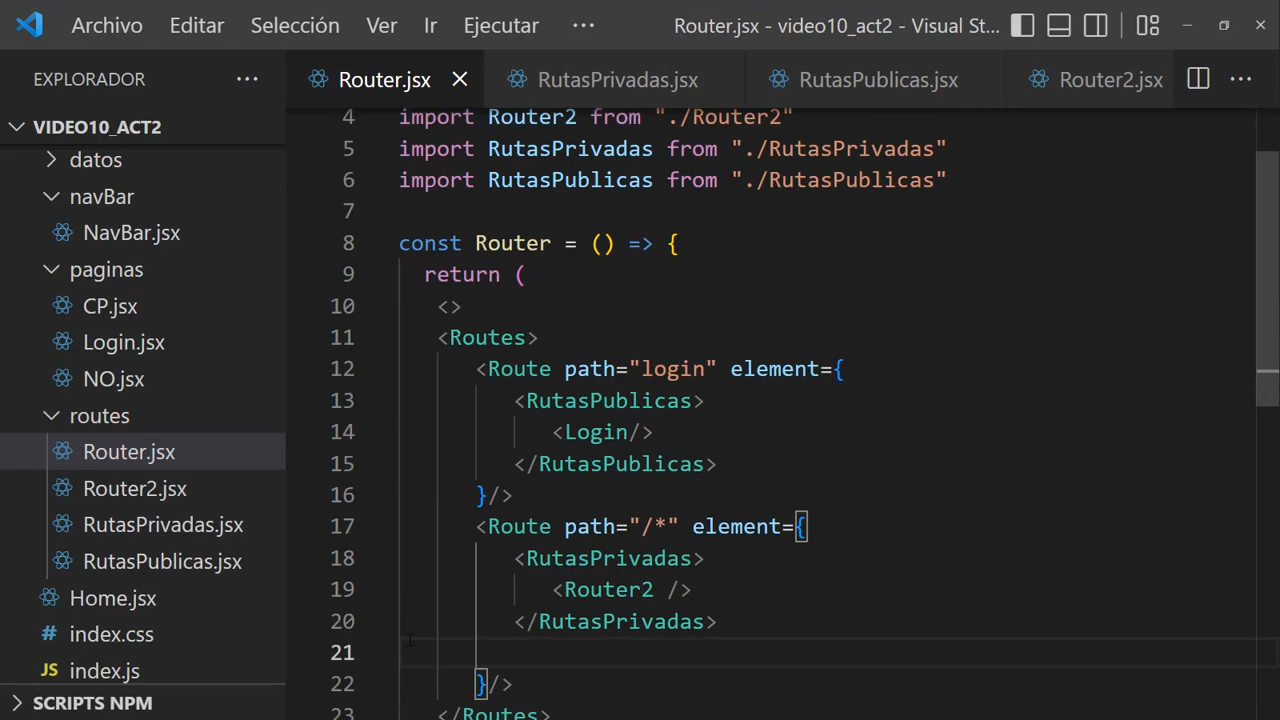 Archivo Editar Selección Ver Ir Ejecutar ··· Router.jsx - video10_act2 - Visual St...
EXPLORADOR ···
Router.jsx RutasPrivadas.jsx RutasPublicas.jsx Router2.jsx ···
VIDEO10_ACT2
datos
navBar
NavBar.jsx
paginas
CP.jsx
Login.jsx
NO.jsx
routes
Router.jsx
Router2.jsx
RutasPrivadas.jsx
RutasPublicas.jsx
Home.jsx
# index.css
JS index.js
SCRIPTS NPM
4 import Router2 from "./Router2"
5 import RutasPrivadas from "./RutasPrivadas"
6 import RutasPublicas from "./RutasPublicas"
7
8 const Router = () => {
9 return (
10 <>
11 <Routes>
12 <Route path="login" element={
13 <RutasPublicas>
14 <Login/>
15 </RutasPublicas>
16 }/>
17 <Route path="/*" element={
18 <RutasPrivadas>
19 <Router2 />
20 </RutasPrivadas>
21
22 }/>
23 </Routes>